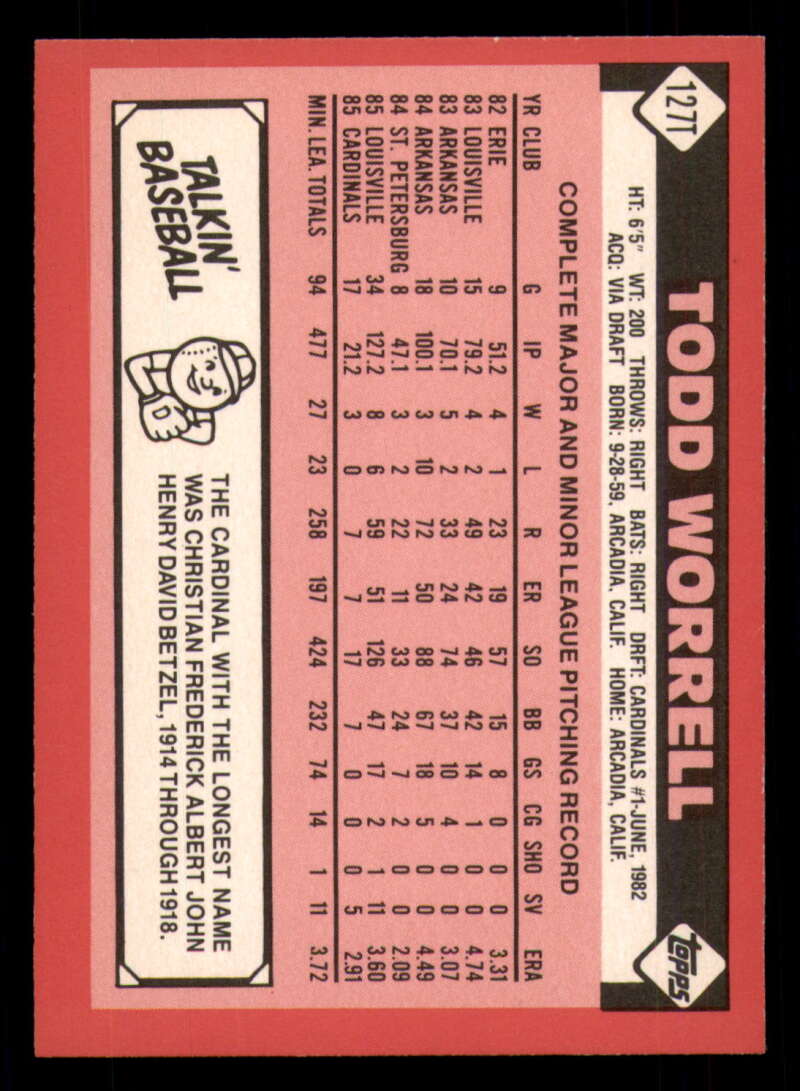 127T
TODD WORRELL
topps
HT: 6'5" WT: 200 THROWS: RIGHT BATS: RIGHT DRFT: CARDINALS #1-JUNE, 1982
ACQ: VIA DRAFT BORN: 9-28-59, ARCADIA, CALIF. HOME: ARCADIA, CALIF.
COMPLETE MAJOR AND MINOR LEAGUE PITCHING RECORD
YR CLUB G IP W L R ER SO BB GS CG SHO SV ERA
82 ERIE 9 51.2 4 1 23 19 57 15 8 0 0 0 3.31
83 LOUISVILLE 15 79.2 4 2 49 42 46 42 14 1 0 0 4.74
83 ARKANSAS 10 70.1 5 2 33 24 74 37 10 4 0 0 3.07
84 ARKANSAS 18 100.1 3 10 72 50 88 67 18 5 0 0 4.49
84 ST. PETERSBURG 8 47.1 3 2 22 11 33 24 7 2 0 0 2.09
85 LOUISVILLE 34 127.2 8 6 59 51 126 47 17 2 1 11 3.60
85 CARDINALS 17 21.2 3 0 7 7 17 7 0 0 0 5 2.91
MIN. LEA. TOTALS 94 477 27 23 258 197 424 232 74 14 1 11 3.72
TALKIN'
BASEBALL
THE CARDINAL WITH THE LONGEST NAME
WAS CHRISTIAN FREDERICK ALBERT JOHN
HENRY DAVID BETZEL, 1914 THROUGH 1918.